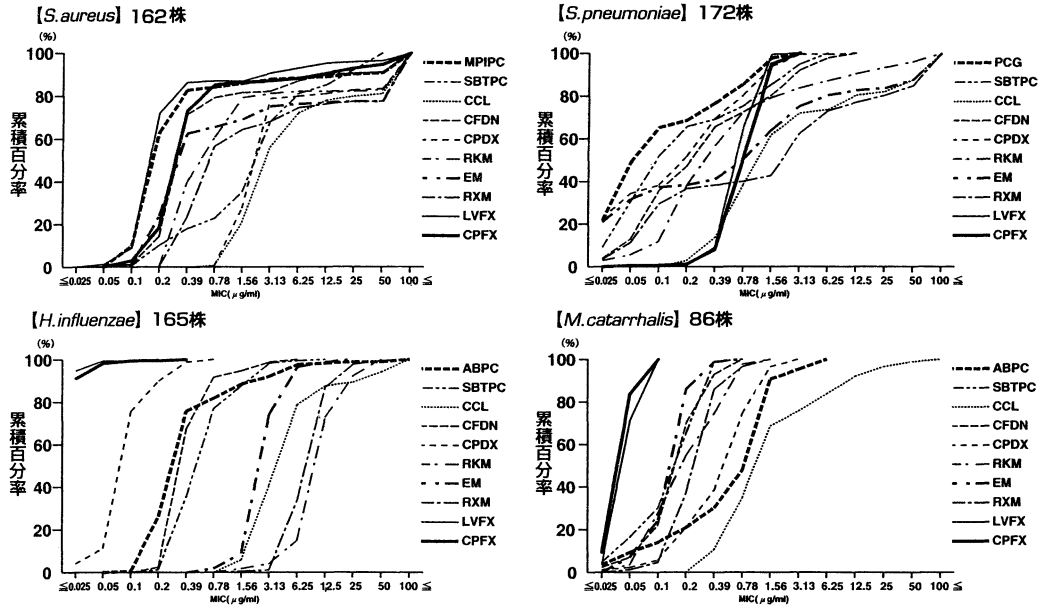 【S.aureus】162株
(%)
100
80
60
40
20
0
累積百分率
≦0.025 0.05 0.1 0.2 0.39 0.78 1.56 3.13 6.25 12.5 25 50 100 ≦
MIC(μg/ml)
MPIPC
SBTPC
CCL
CFDN
CPDX
RKM
EM
RXM
LVFX
CPFX
【S.pneumoniae】172株
(%)
100
80
60
40
20
0
累積百分率
≦0.025 0.05 0.1 0.2 0.39 0.78 1.56 3.13 6.25 12.5 25 50 100 ≦
MIC(μg/ml)
PCG
SBTPC
CCL
CFDN
CPDX
RKM
EM
RXM
LVFX
CPFX
【H.influenzae】165株
(%)
100
80
60
40
20
0
累積百分率
≦0.025 0.05 0.1 0.2 0.39 0.78 1.56 3.13 6.25 12.5 25 50 100 ≦
MIC(μg/ml)
ABPC
SBTPC
CCL
CFDN
CPDX
RKM
EM
RXM
LVFX
CPFX
【M.catarrhalis】86株
(%)
100
80
60
40
20
0
累積百分率
≦0.025 0.05 0.1 0.2 0.39 0.78 1.56 3.13 6.25 12.5 25 50 100 ≦
MIC(μg/ml)
ABPC
SBTPC
CCL
CFDN
CPDX
RKM
EM
RXM
LVFX
CPFX